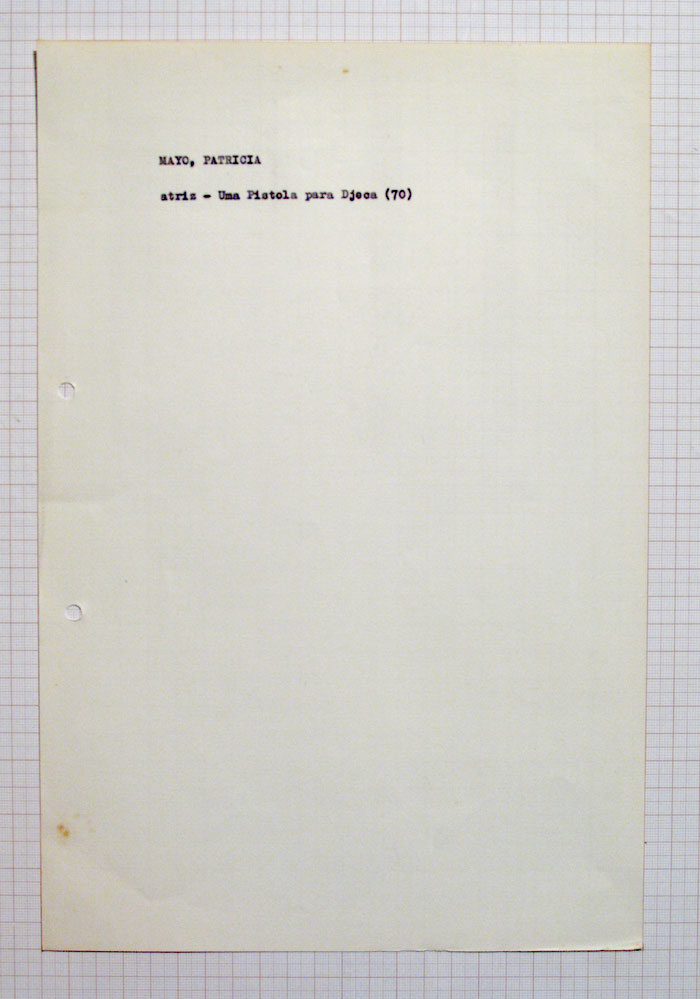 MAYO, PATRICIA
atriz - Uma Pistola para Djeca (70)